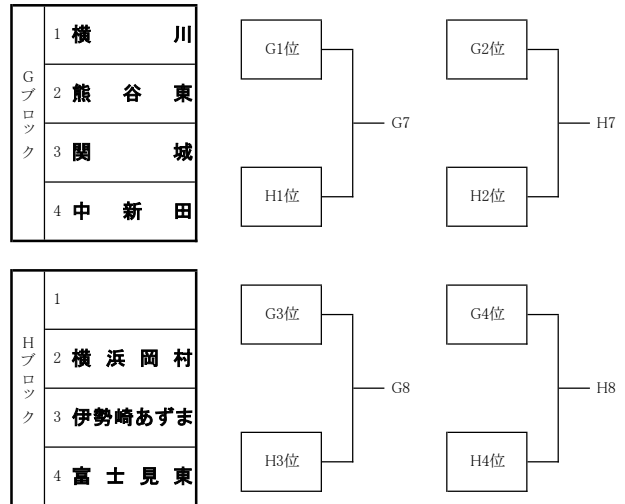 Gブロック
1 横川
2 熊谷東
3 関城
4 中新田
G1位
H1位
G7
G2位
H2位
H7
Hブロック
1
2 横浜岡村
3 伊勢崎あずま
4 富士見東
G3位
H3位
G8
G4位
H4位
H8